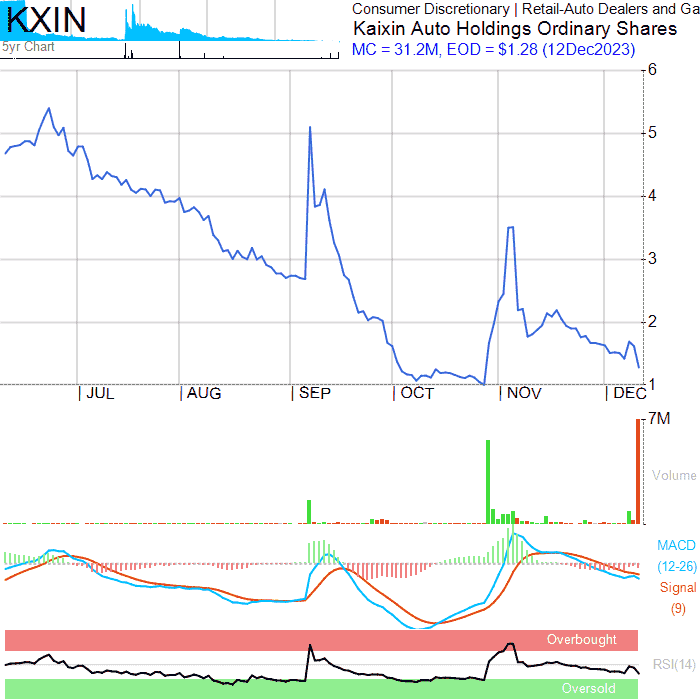 KXIN
5yr Chart
Consumer Discretionary | Retail-Auto Dealers and Ga
Kaixin Auto Holdings Ordinary Shares
MC = 31.2M, EOD = $1.28 (12Dec2023)
6
5
4
3
2
1
| JUL | AUG | SEP | OCT | NOV | DEC
7M
Volume
MACD
(12-26)
Signal
(9)
Overbought
RSI(14)
Oversold